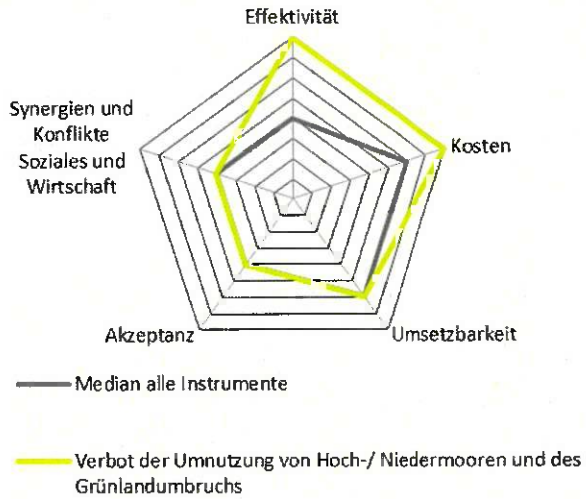 Effektivität
Synergien und
Konflikte
Soziales und
Wirtschaft
Kosten
Akzeptanz
Umsetzbarkeit
Median alle Instrumente
Verbot der Umnutzung von Hoch-/ Niedermooren und des
Grünlandumbruchs